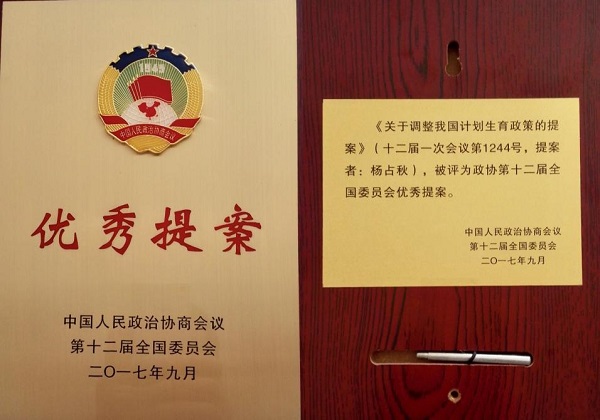 1949
中国人民政治协商会议
优秀提案
中国人民政治协商会议
第十二届全国委员会
二〇一七年九月
《关于调整我国计划生育政策的提
案》(十二届一次会议第1244号，提案
者：杨占秋)，被评为政协第十二届全
国委员会优秀提案。
中国人民政治协商会议
第十二届全国委员会
二〇一七年九月